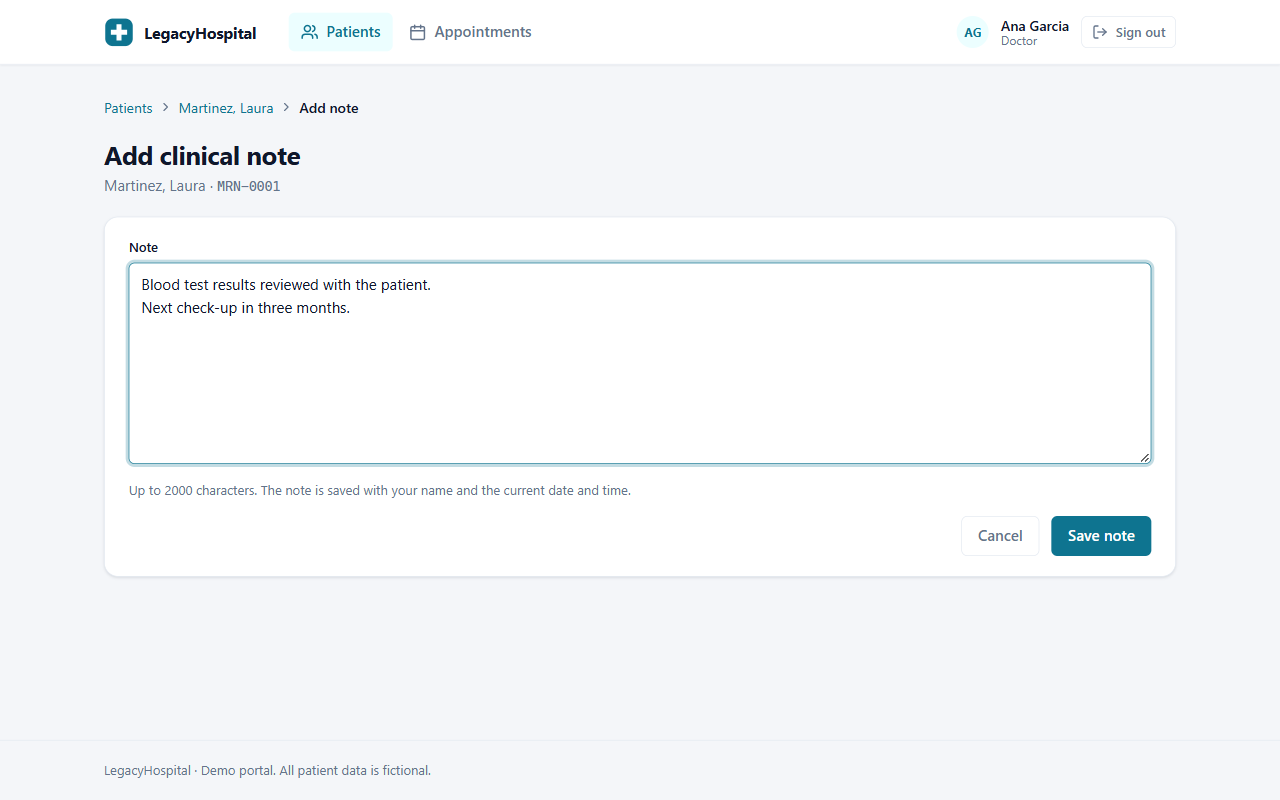 LegacyHospital
Patients
Appointments
AG
Ana Garcia
Doctor
Sign out
Patients > Martinez, Laura > Add note
Add clinical note
Martinez, Laura · MRN-0001
Note
Blood test results reviewed with the patient.
Next check-up in three months.
Up to 2000 characters. The note is saved with your name and the current date and time.
Cancel
Save note
LegacyHospital · Demo portal. All patient data is fictional.